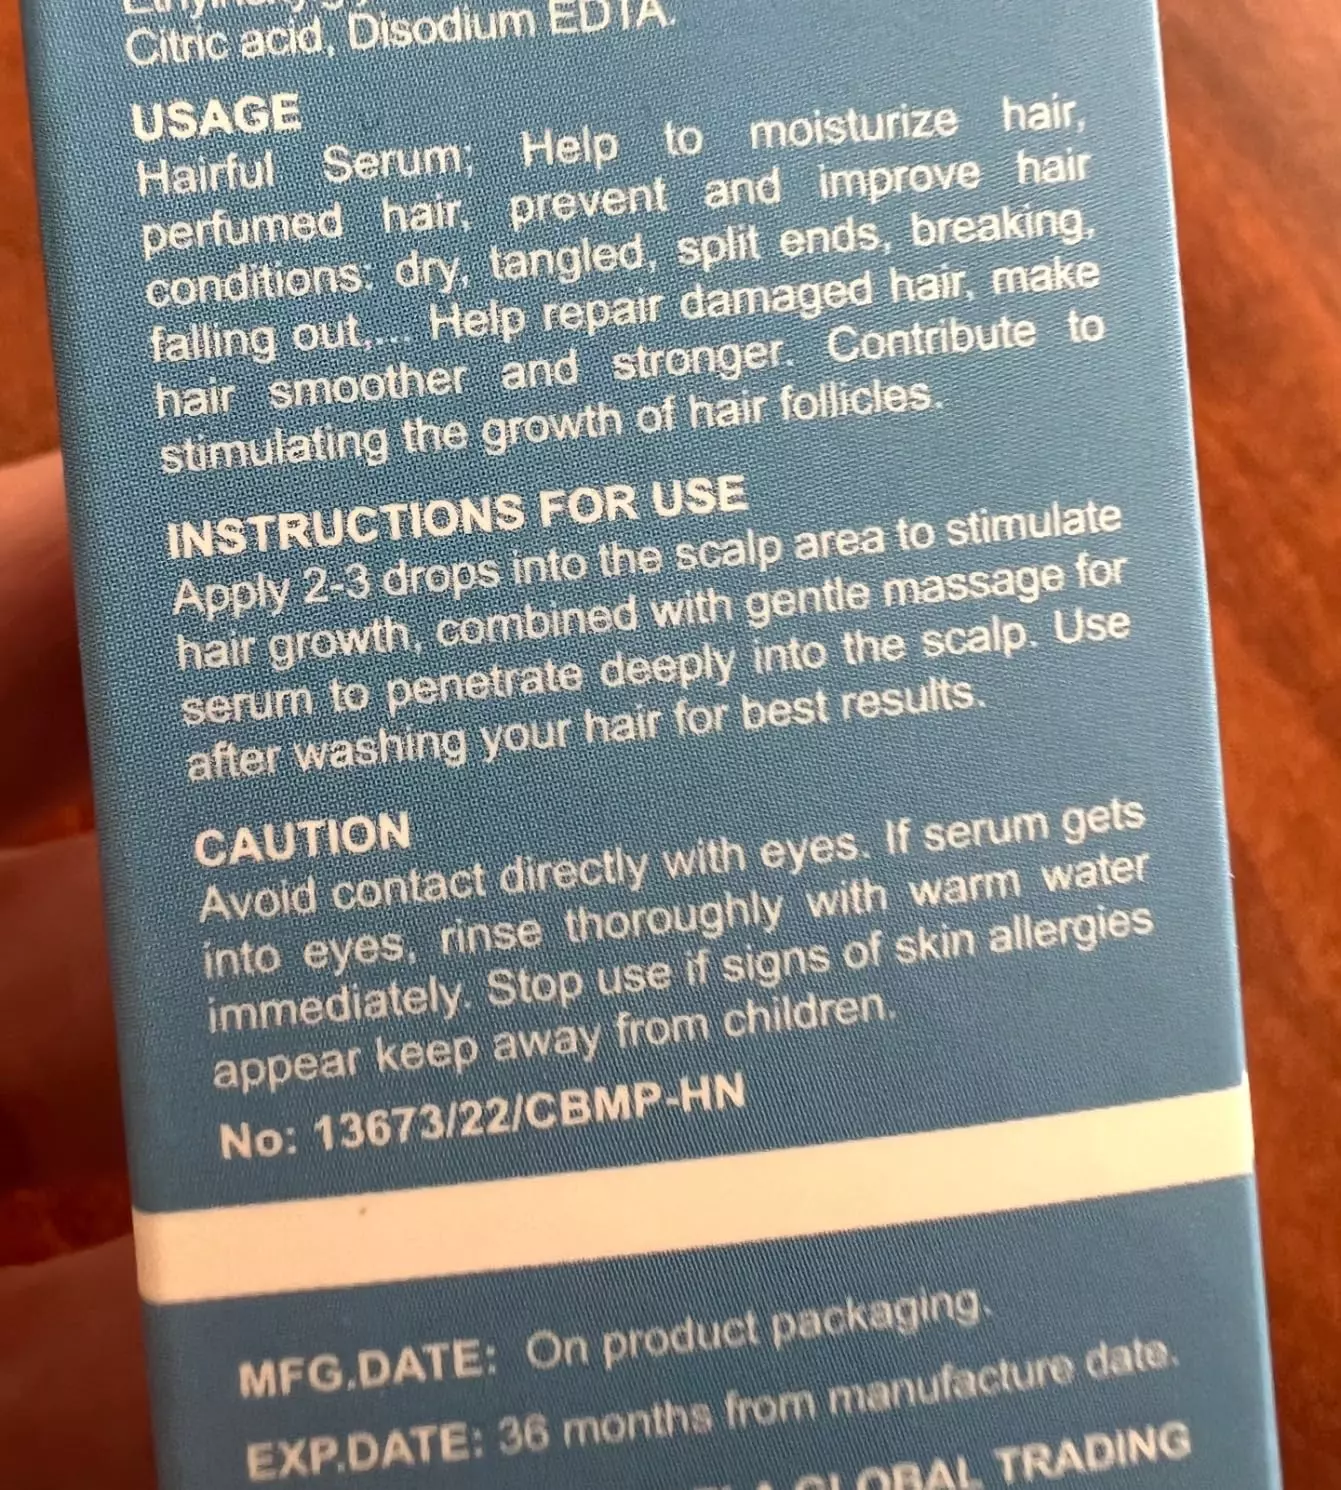 Citric acid, Disodium EDTA.
USAGE
Hairful Serum; Help to moisturize hair,
perfumed hair, prevent and improve hair
conditions: dry, tangled, split ends, breaking,
falling out,... Help repair damaged hair, make
hair smoother and stronger. Contribute to
stimulating the growth of hair follicles.
INSTRUCTIONS FOR USE
Apply 2-3 drops into the scalp area to stimulate
hair growth, combined with gentle massage for
serum to penetrate deeply into the scalp. Use
after washing your hair for best results.
CAUTION
Avoid contact directly with eyes. If serum gets
into eyes, rinse thoroughly with warm water
immediately. Stop use if signs of skin allergies
appear keep away from children.
No: 13673/22/CBMP-HN
MFG.DATE: On product packaging.
EXP.DATE: 36 months from manufacture date.
GLOBAL TRADING